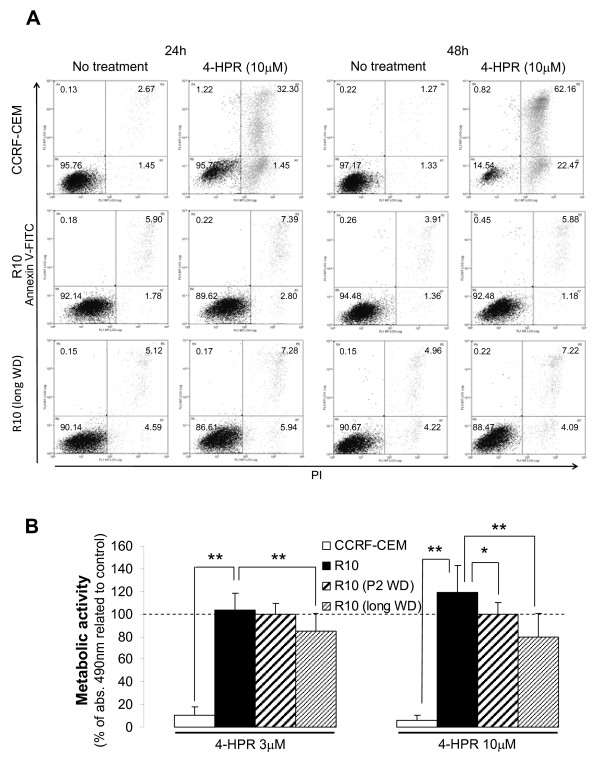 A
24h 48h
No treatment 4-HPR (10μM) No treatment 4-HPR (10μM)
CCRF-CEM
0.13 2.67 1.22 32.30 0.22 1.27 0.82 62.16
95.76 1.45 95.76 1.45 97.17 1.33 14.54 22.47
R10
Annexin V-FITC
0.18 5.90 0.22 7.39 0.26 3.91 0.45 5.88
92.14 1.78 89.62 2.80 94.48 1.36 92.48 1.18
R10 (long WD)
0.15 5.12 0.17 7.28 0.15 4.96 0.22 7.22
90.14 4.59 86.61 5.94 90.67 4.22 88.47 4.09
PI
B
Metabolic activity
(% of abs. 490nm related to control)
160
140
120
100
80
60
40
20
0
CCRF-CEM
R10
R10 (P2 WD)
R10 (long WD)
** ** ** * **
4-HPR 3μM 4-HPR 10μM